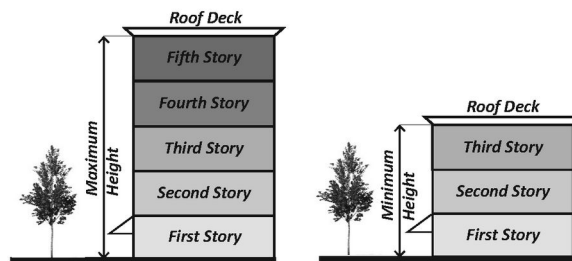 Roof Deck
Fifth Story
Fourth Story
Third Story
Second Story
First Story
Maximum
Height
Roof Deck
Third Story
Second Story
First Story
Minimum
Height